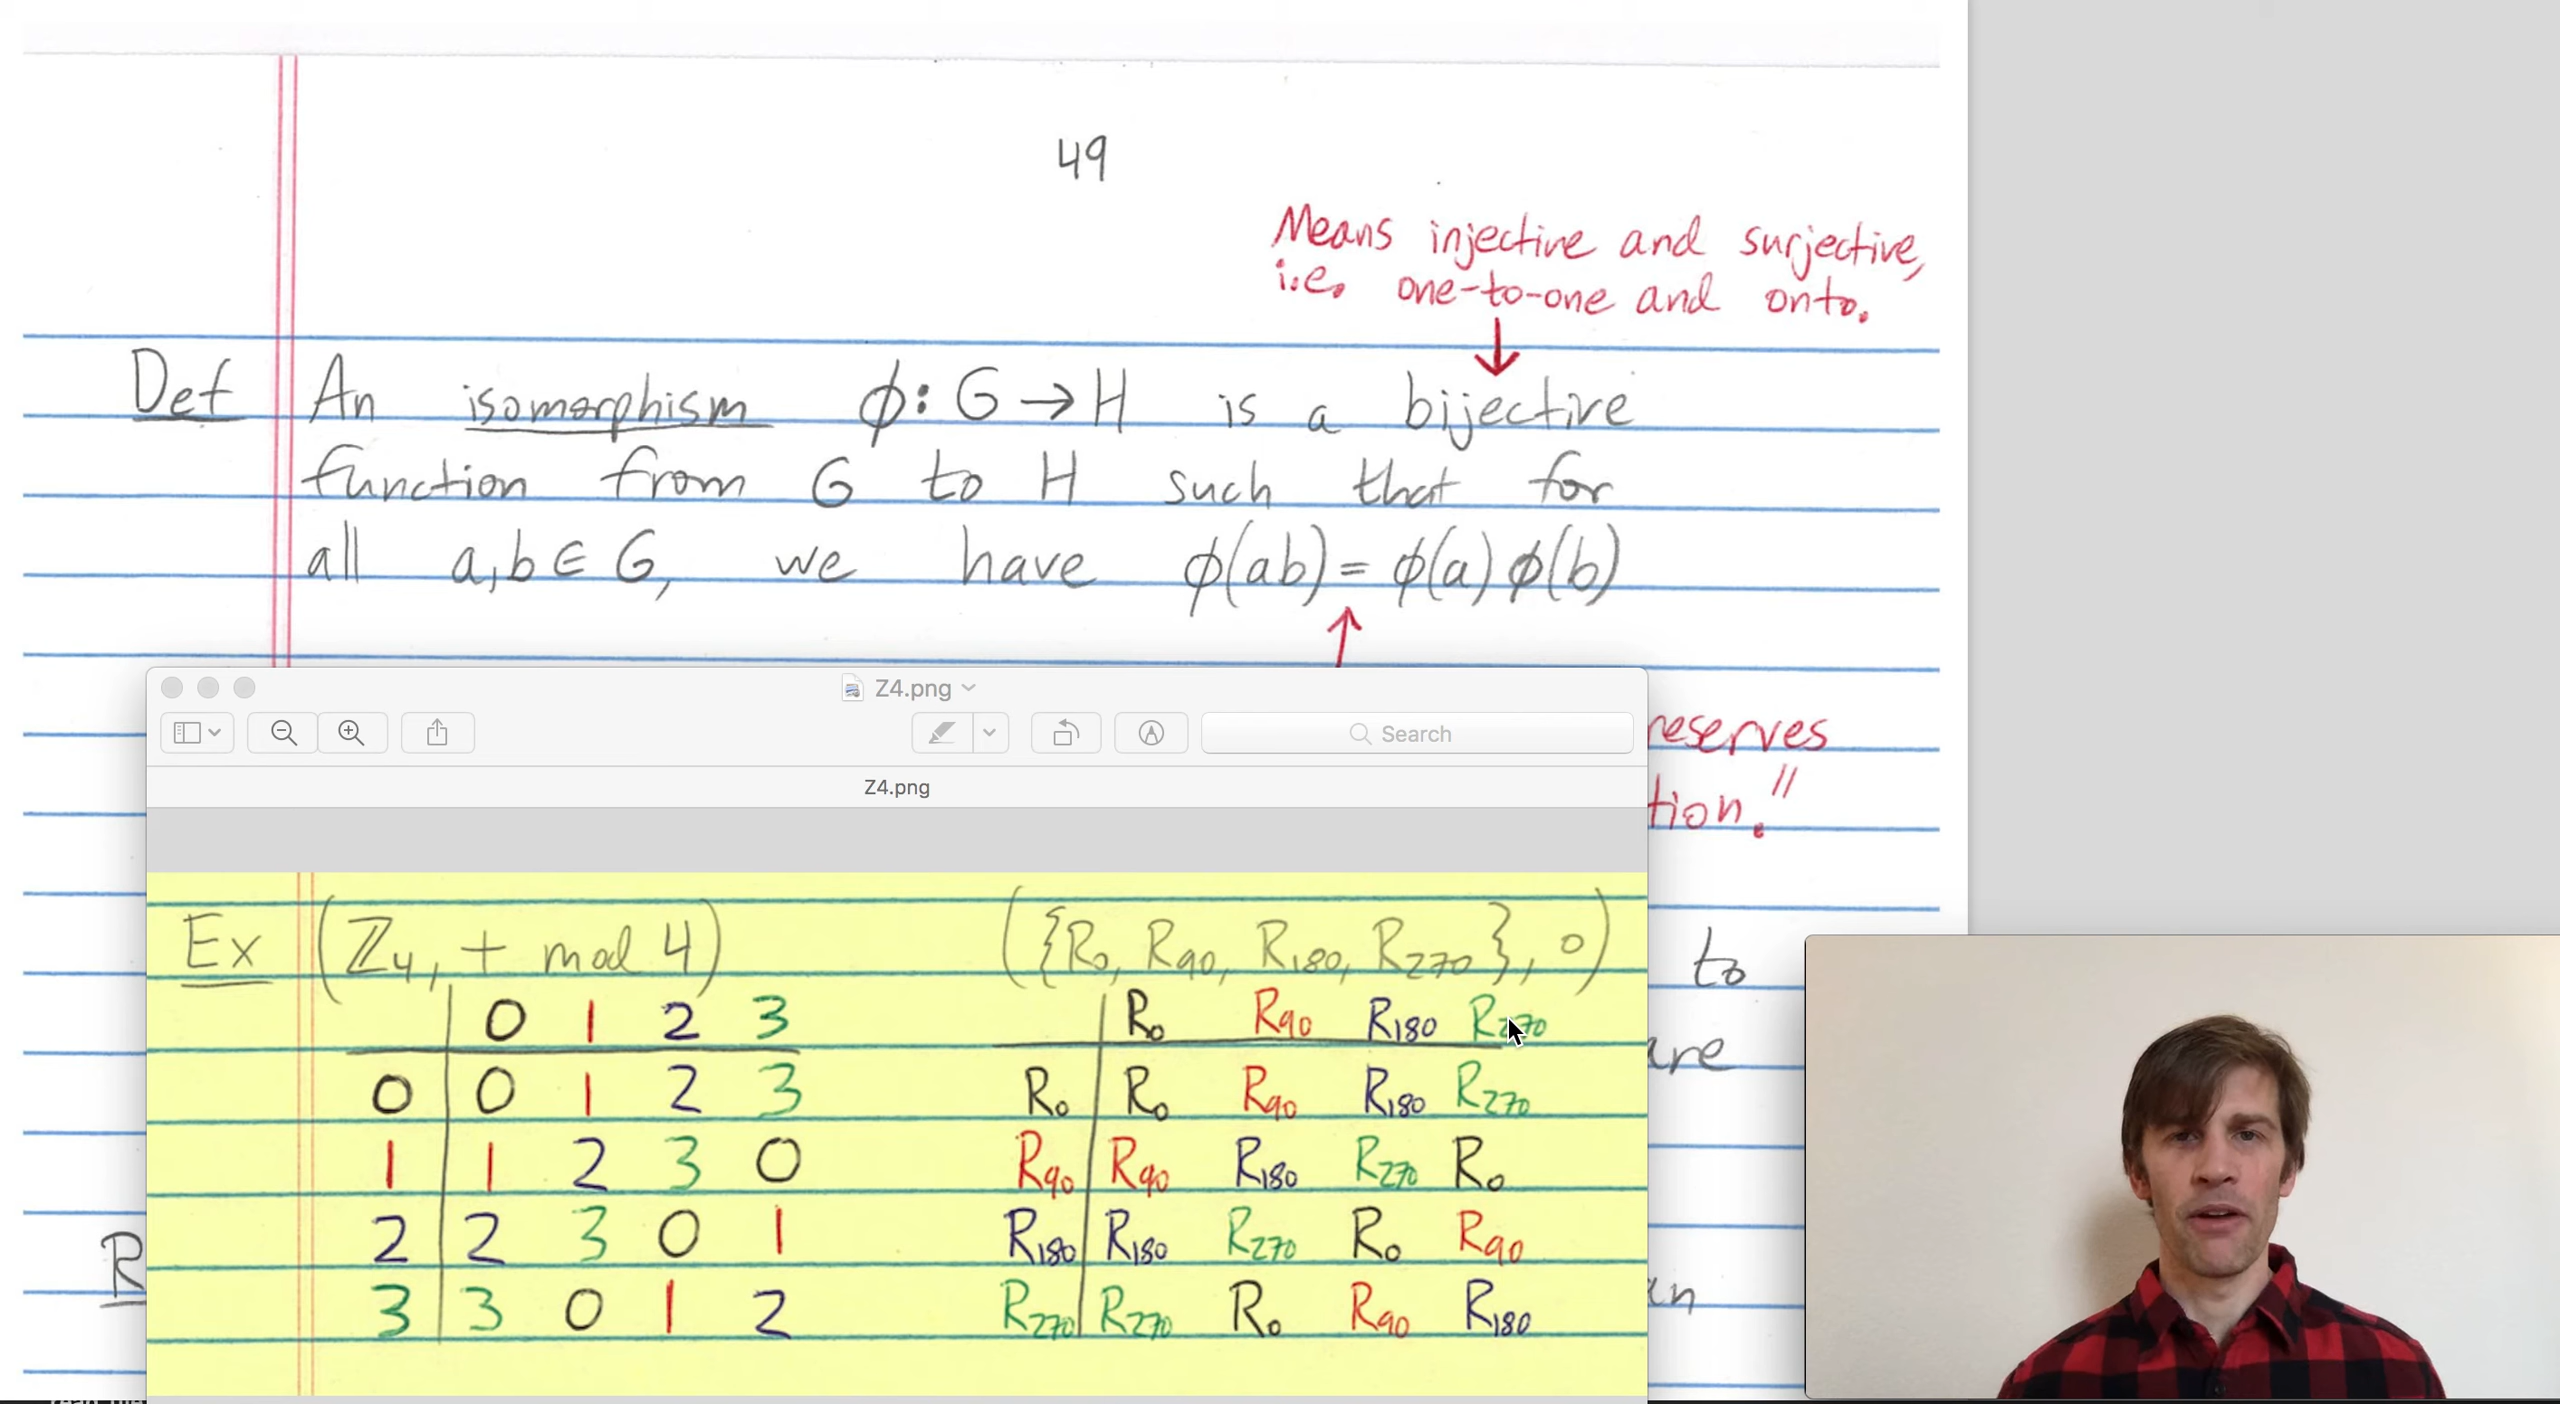 49
Means injective and surjective,
i.e. one-to-one and onto.
Def An isomorphism ϕ: G → H is a bijective
function from G to H such that for
all a,b ∈ G, we have ϕ(ab) = ϕ(a) ϕ(b)
Z4.png
Search
reserves
Z4.png
tion."
Ex (ℤ4, + mod 4) ({R0, R90, R180, R270}, ∘) to
0 1 2 3 R0 R90 R180 R270
are
0 0 1 2 3 R0 R0 R90 R180 R270
1 1 2 3 0 R90 R90 R180 R270 R0
2 2 3 0 1 R180 R180 R270 R0 R90
R
3 3 0 1 2 R270 R270 R0 R90 R180